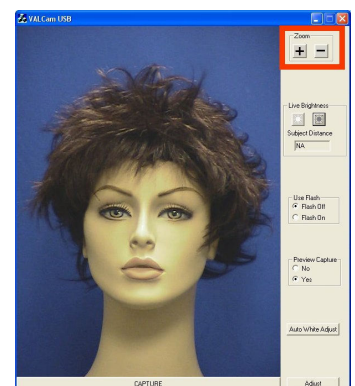 VALCam USB
Zoom
+ −
Live Brightness
Subject Distance
NA
Use Flash
Flash Off
Flash On
Preview Capture
No
Yes
Auto White Adjust
CAPTURE
Adjust